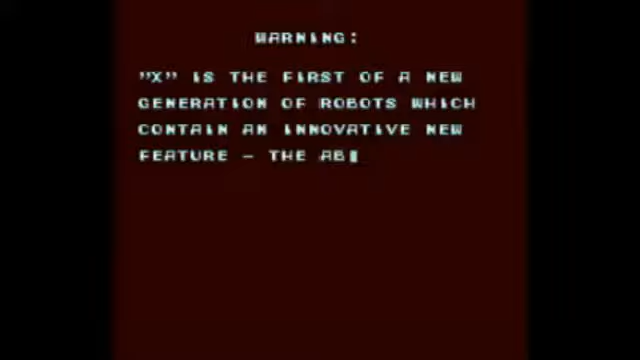 WARNING:
"X" IS THE FIRST OF A NEW
GENERATION OF ROBOTS WHICH
CONTAIN AN INNOVATIVE NEW
FEATURE - THE AB